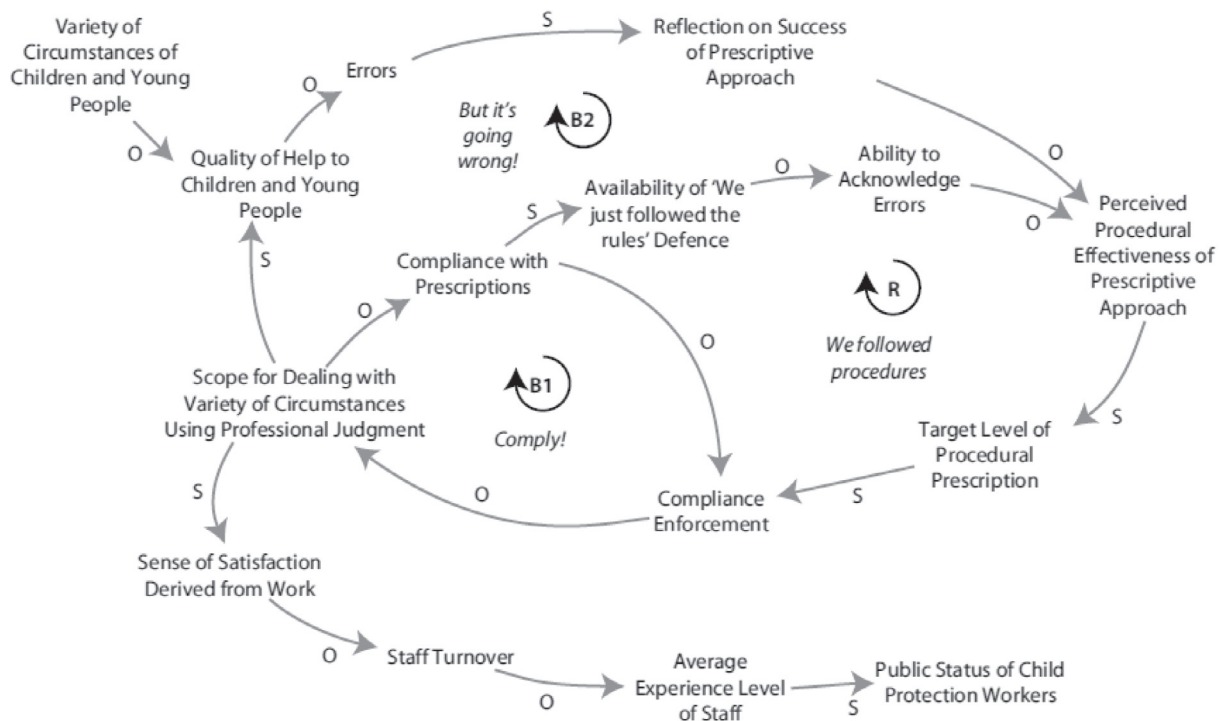 Variety of
Circumstances of
Children and Young
People
O
Quality of Help to
Children and Young
People
O
Errors
S
Reflection on Success
of Prescriptive
Approach
O
But it's
going
wrong!
B2
S
Compliance with
Prescriptions
S
Availability of 'We
just followed the
rules' Defence
O
Ability to
Acknowledge
Errors
O
Perceived
Procedural
Effectiveness of
Prescriptive
Approach
O
O
R
We followed
procedures
B1
Comply!
Scope for Dealing with
Variety of Circumstances
Using Professional Judgment
S
Target Level of
Procedural
Prescription
S
Compliance
Enforcement
O
S
Sense of Satisfaction
Derived from Work
O
Staff Turnover
O
Average
Experience Level
of Staff
S
Public Status of Child
Protection Workers